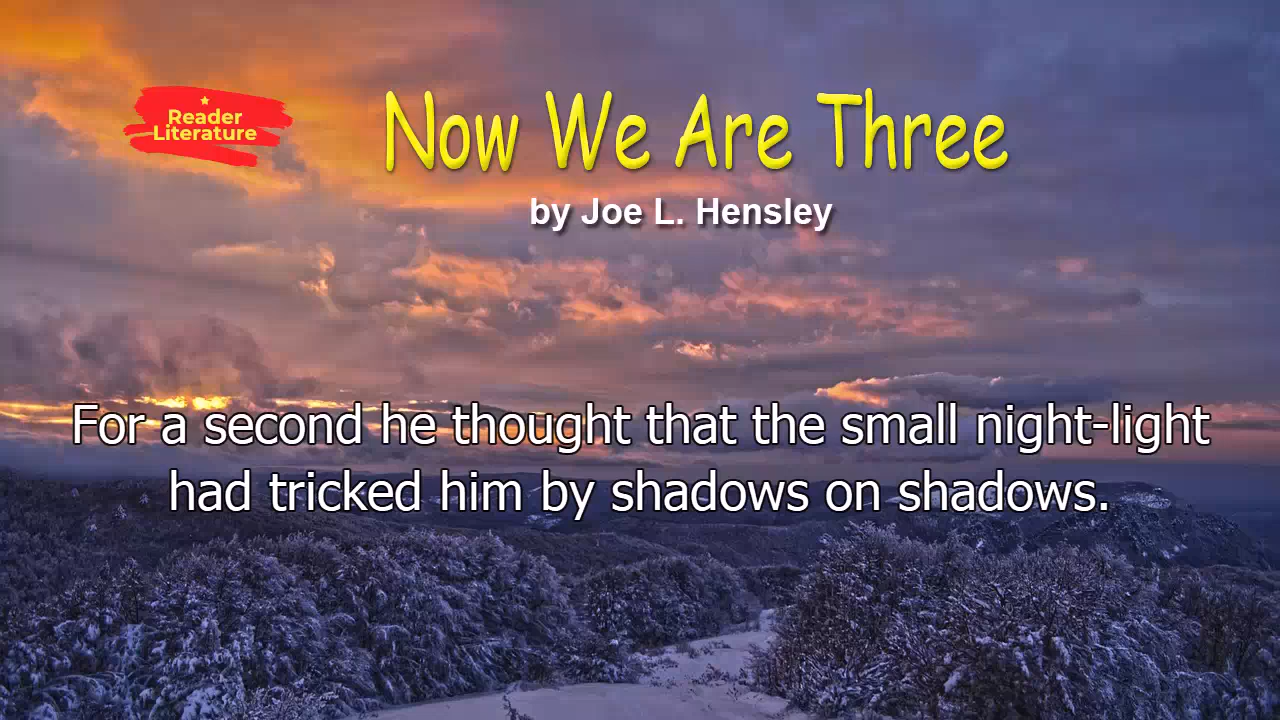 Reader
Literature
Now We Are Three
by Joe L. Hensley
For a second he thought that the small night-light
had tricked him by shadows on shadows.